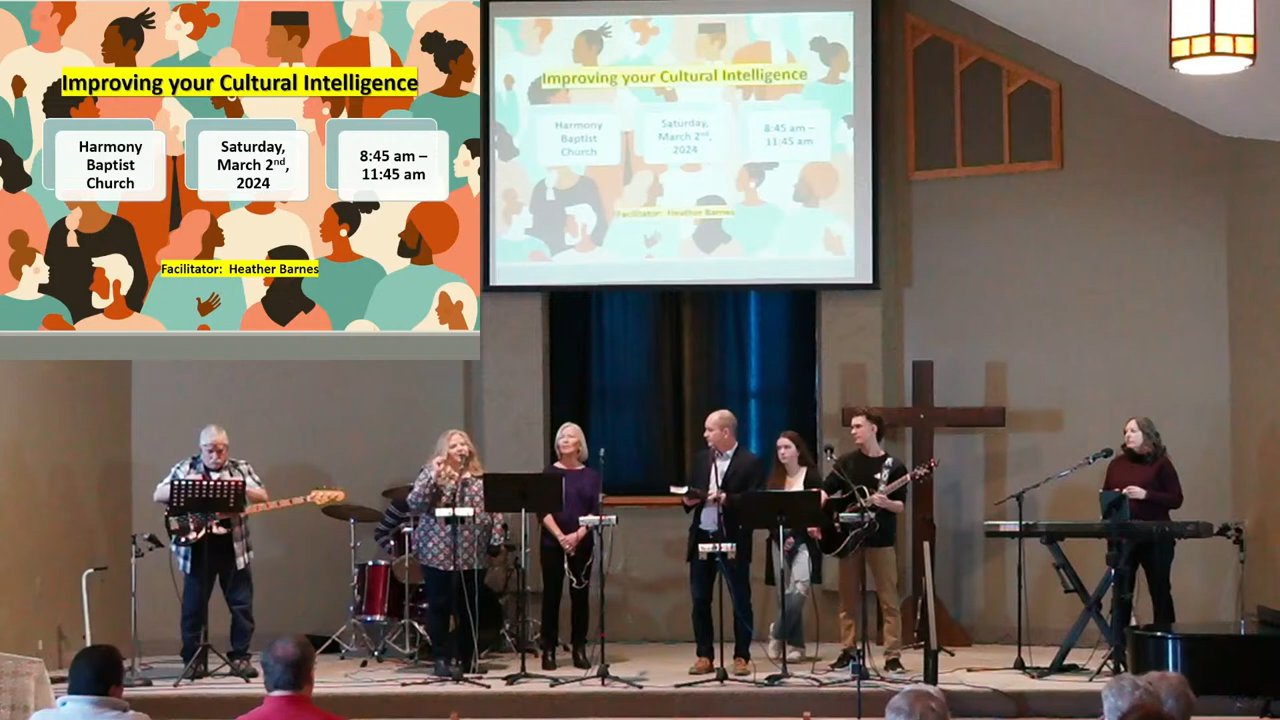 Improving your Cultural Intelligence
Harmony
Baptist
Church
Saturday,
March 2nd,
2024
8:45 am –
11:45 am
Facilitator: Heather Barnes
Improving your Cultural Intelligence
Harmony
Baptist
Church
Saturday,
March 2nd,
2024
8:45 am –
11:45 am
Facilitator: Heather Barnes